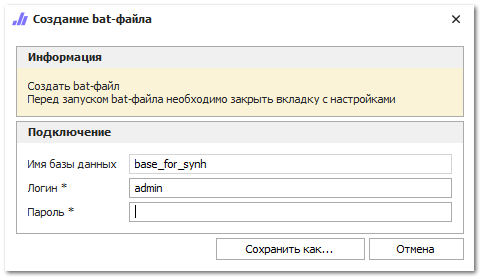 Создание bat-файла
Информация
Создать bat-файл
Перед запуском bat-файла необходимо закрыть вкладку с настройками
Подключение
Имя базы данных base_for_synh
Логин * admin
Пароль *
Сохранить как... Отмена